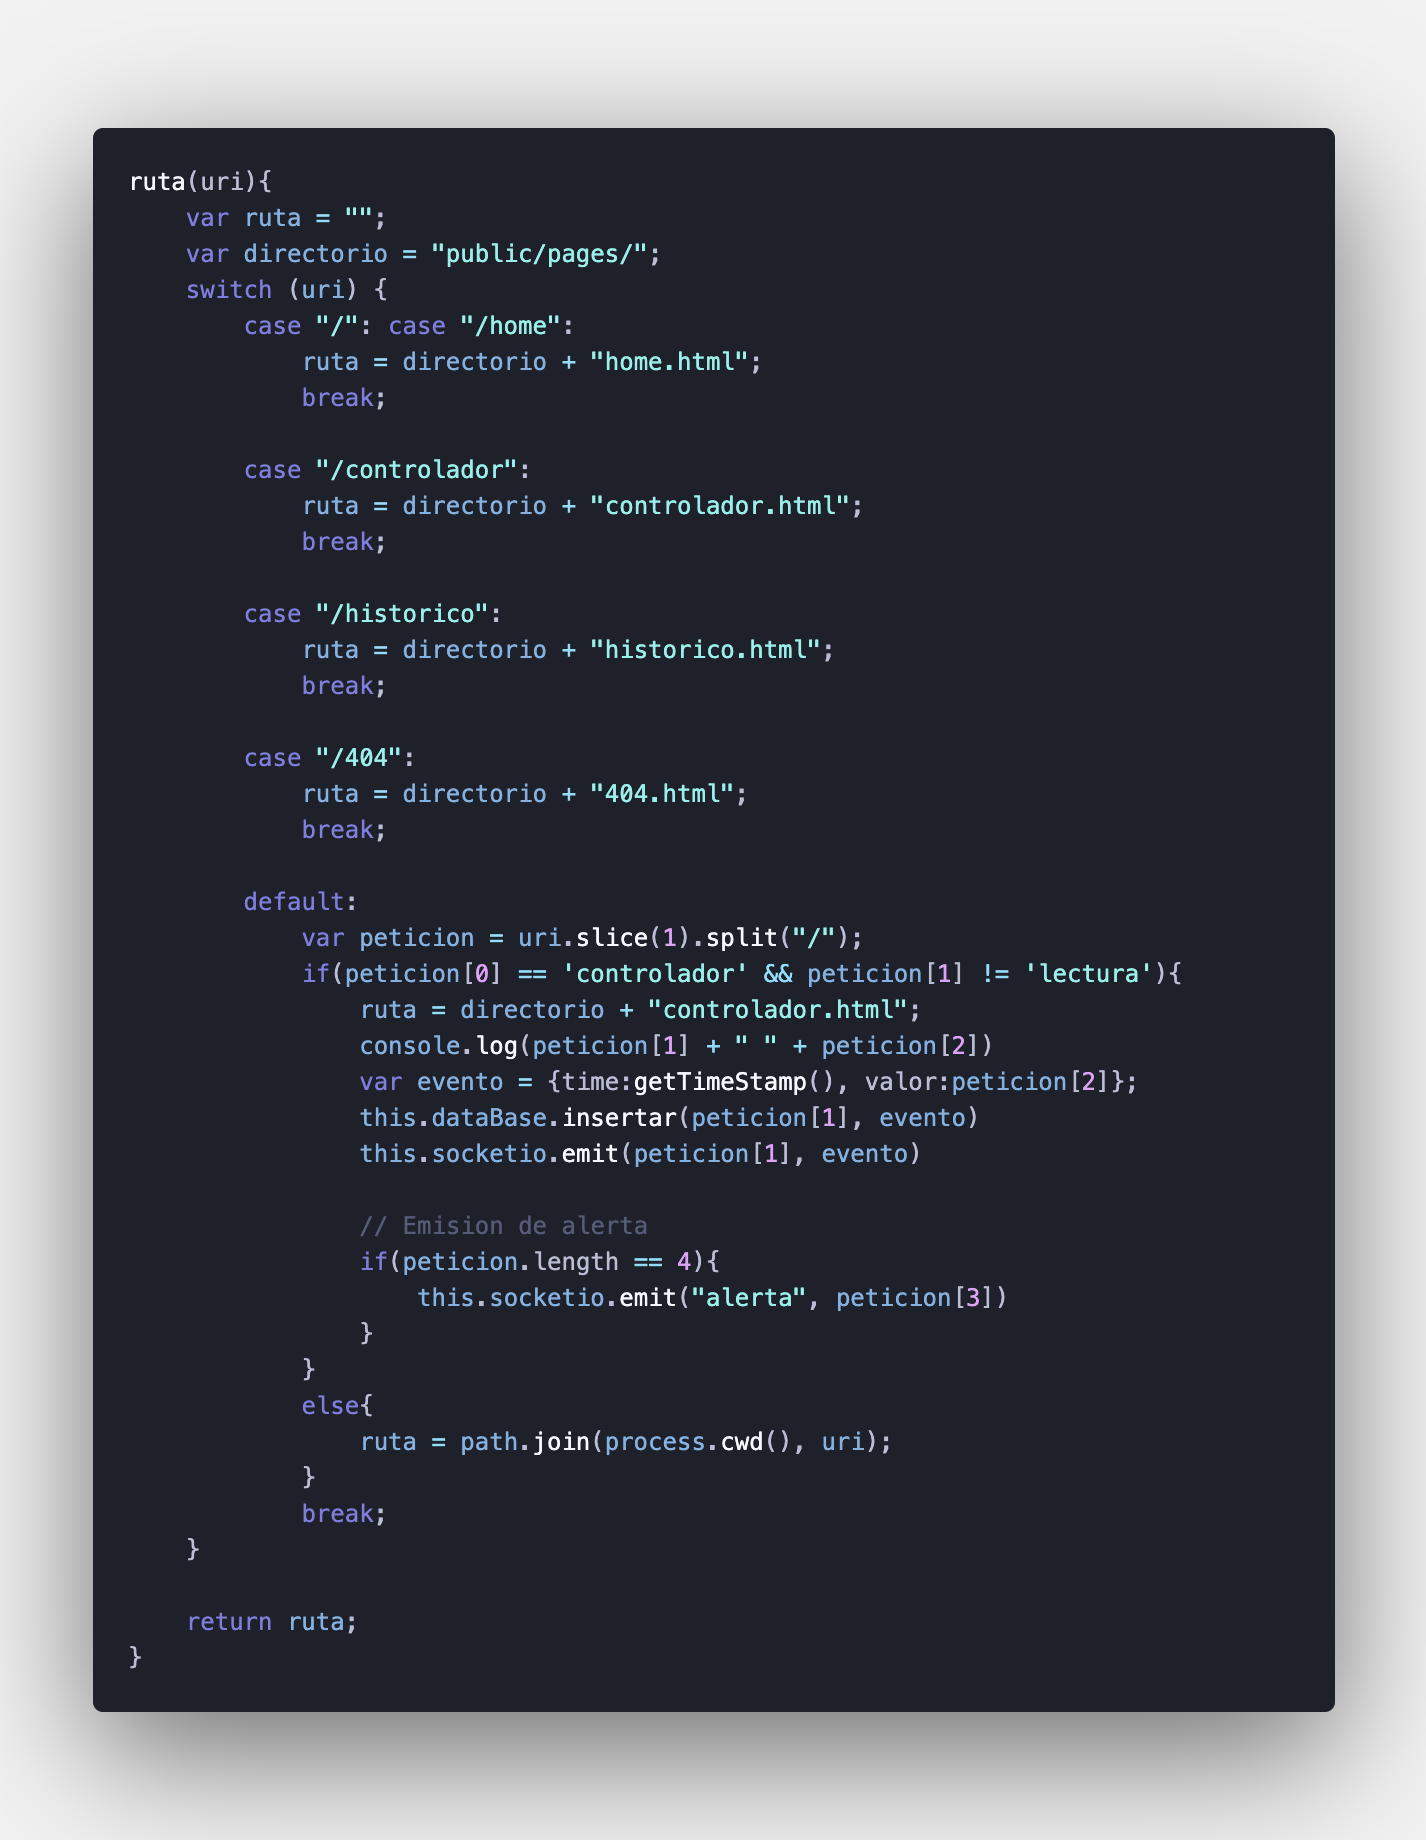 ruta(uri){
    var ruta = "";
    var directorio = "public/pages/";
    switch (uri) {
        case "/": case "/home":
            ruta = directorio + "home.html";
            break;

        case "/controlador":
            ruta = directorio + "controlador.html";
            break;

        case "/historico":
            ruta = directorio + "historico.html";
            break;

        case "/404":
            ruta = directorio + "404.html";
            break;

        default:
            var peticion = uri.slice(1).split("/");
            if(peticion[0] == 'controlador' && peticion[1] != 'lectura'){
                ruta = directorio + "controlador.html";
                console.log(peticion[1] + " " + peticion[2])
                var evento = {time:getTimeStamp(), valor:peticion[2]};
                this.dataBase.insertar(peticion[1], evento)
                this.socketio.emit(peticion[1], evento)

                // Emision de alerta
                if(peticion.length == 4){
                    this.socketio.emit("alerta", peticion[3])
                }
            }
            else{
                ruta = path.join(process.cwd(), uri);
            }
            break;
    }

    return ruta;
}